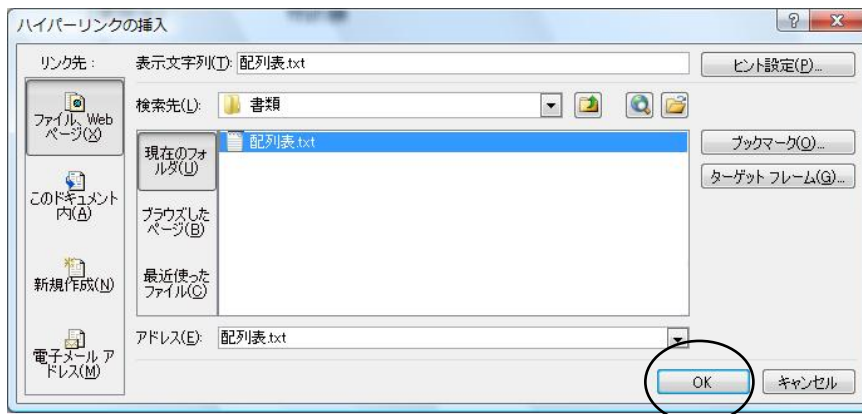 ハイパーリンクの挿入
リンク先：
表示文字列(T): 配列表.txt
ヒント設定(P)...
検索先(L): 書類
ファイル、Web
ページ(X)
現在のフォ
ルダ(U)
配列表.txt
ブックマーク(O)...
ターゲット フレーム(G)...
このドキュメント
内(A)
ブラウズした
ページ(B)
新規作成(N)
最近使った
ファイル(C)
アドレス(E): 配列表.txt
電子メール ア
ドレス(M)
OK
キャンセル